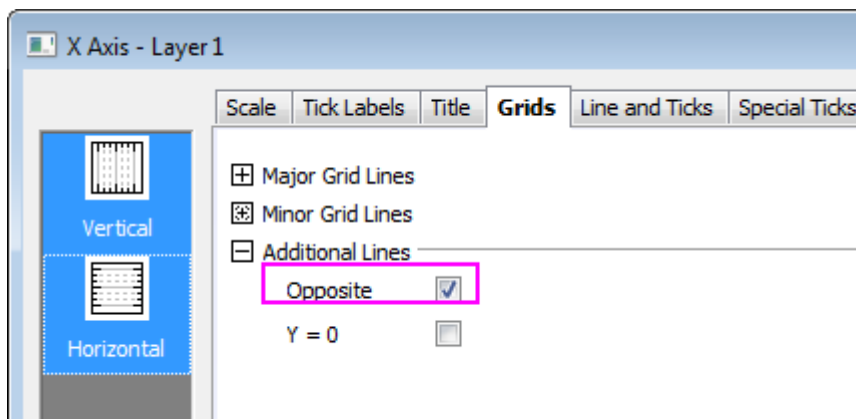 X Axis - Layer 1
Scale Tick Labels Title Grids Line and Ticks Special Ticks
Vertical
Horizontal
Major Grid Lines
Minor Grid Lines
Additional Lines
Opposite
Y = 0